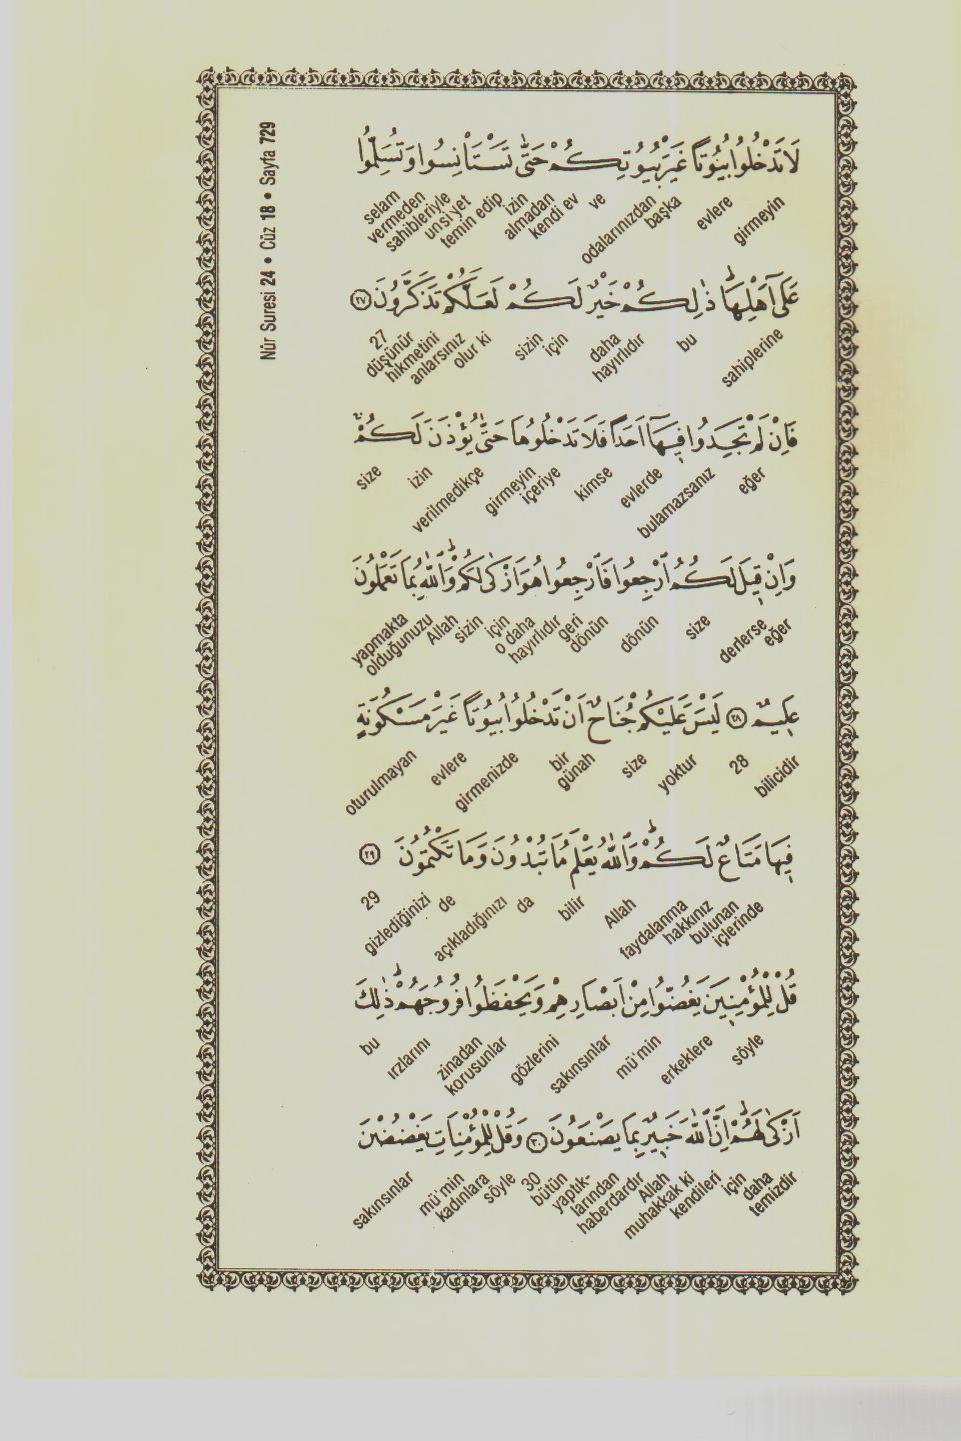 Nûr Suresi 24 • Cüz 18 • Sayfa 729
لَا تَدْخُلُوا بُيُوتًا غَيْرَ بُيُوتِكُمْ حَتّٰى تَسْتَأْنِسُوا وَتُسَلِّمُوا
girmeyin evlere başka odalarınızdan ve kendi ev almadan izin temin edip unsiyet sahibleriyle vermeden selam
عَلٰٓى اَهْلِهَاۜ ذٰلِكُمْ خَيْرٌ لَكُمْ لَعَلَّكُمْ تَذَكَّرُونَ ﴿٢٧﴾
sahiplerine bu daha hayırlıdır sizin için olur ki anlarsınız hikmetini düşünür 27
فَاِنْ لَمْ تَجِدُوا فِيهَٓا اَحَدًا فَلَا تَدْخُلُوهَا حَتّٰى يُؤْذَنَ لَكُمْ
eğer bulamazsanız evlerde kimse içeriye girmeyin verilmedikçe izin size
وَاِنْ قِيلَ لَكُمُ ارْجِعُوا فَارْجِعُوا هُوَ اَزْكٰى لَكُمْۜ وَاللّٰهُ بِمَا تَعْمَلُونَ
eğer derlerse size dönün geri dönün o daha hayırlıdır sizin için Allah olduğunuzu yapmakta
عَلِيمٌ ﴿٢٨﴾ لَيْسَ عَلَيْكُمْ جُنَاحٌ اَنْ تَدْخُلُوا بُيُوتًا غَيْرَ مَسْكُونَةٍ
bilicidir 28 yoktur size bir günah girmenizde evlere oturulmayan
فِيهَا مَتَاعٌ لَكُمْۜ وَاللّٰهُ يَعْلَمُ مَا تُبْدُونَ وَمَا تَكْتُمُونَ ﴿٢٩﴾
içlerinde bulunan hakkınız faydalanma Allah bilir da açıkladığınızı de gizlediğinizi 29
قُلْ لِلْمُؤْمِنِينَ يَغُضُّوا مِنْ اَبْصَارِهِمْ وَيَحْفَظُوا فُرُوجَهُمْۜ ذٰلِكَ
söyle erkeklere mü'min sakınsınlar gözlerini zinadan korusunlar ırzlarını bu
اَزْكٰى لَهُمْۜ اِنَّ اللّٰهَ خَبِيرٌ بِمَا يَصْنَعُونَ ﴿٣٠﴾ وَقُلْ لِلْمُؤْمِنَاتِ يَغْضُضْنَ
daha temizdir için kendileri muhakkak ki Allah haberdardır bütün yaptık- larından 30 söyle mü'min kadınlara sakınsınlar